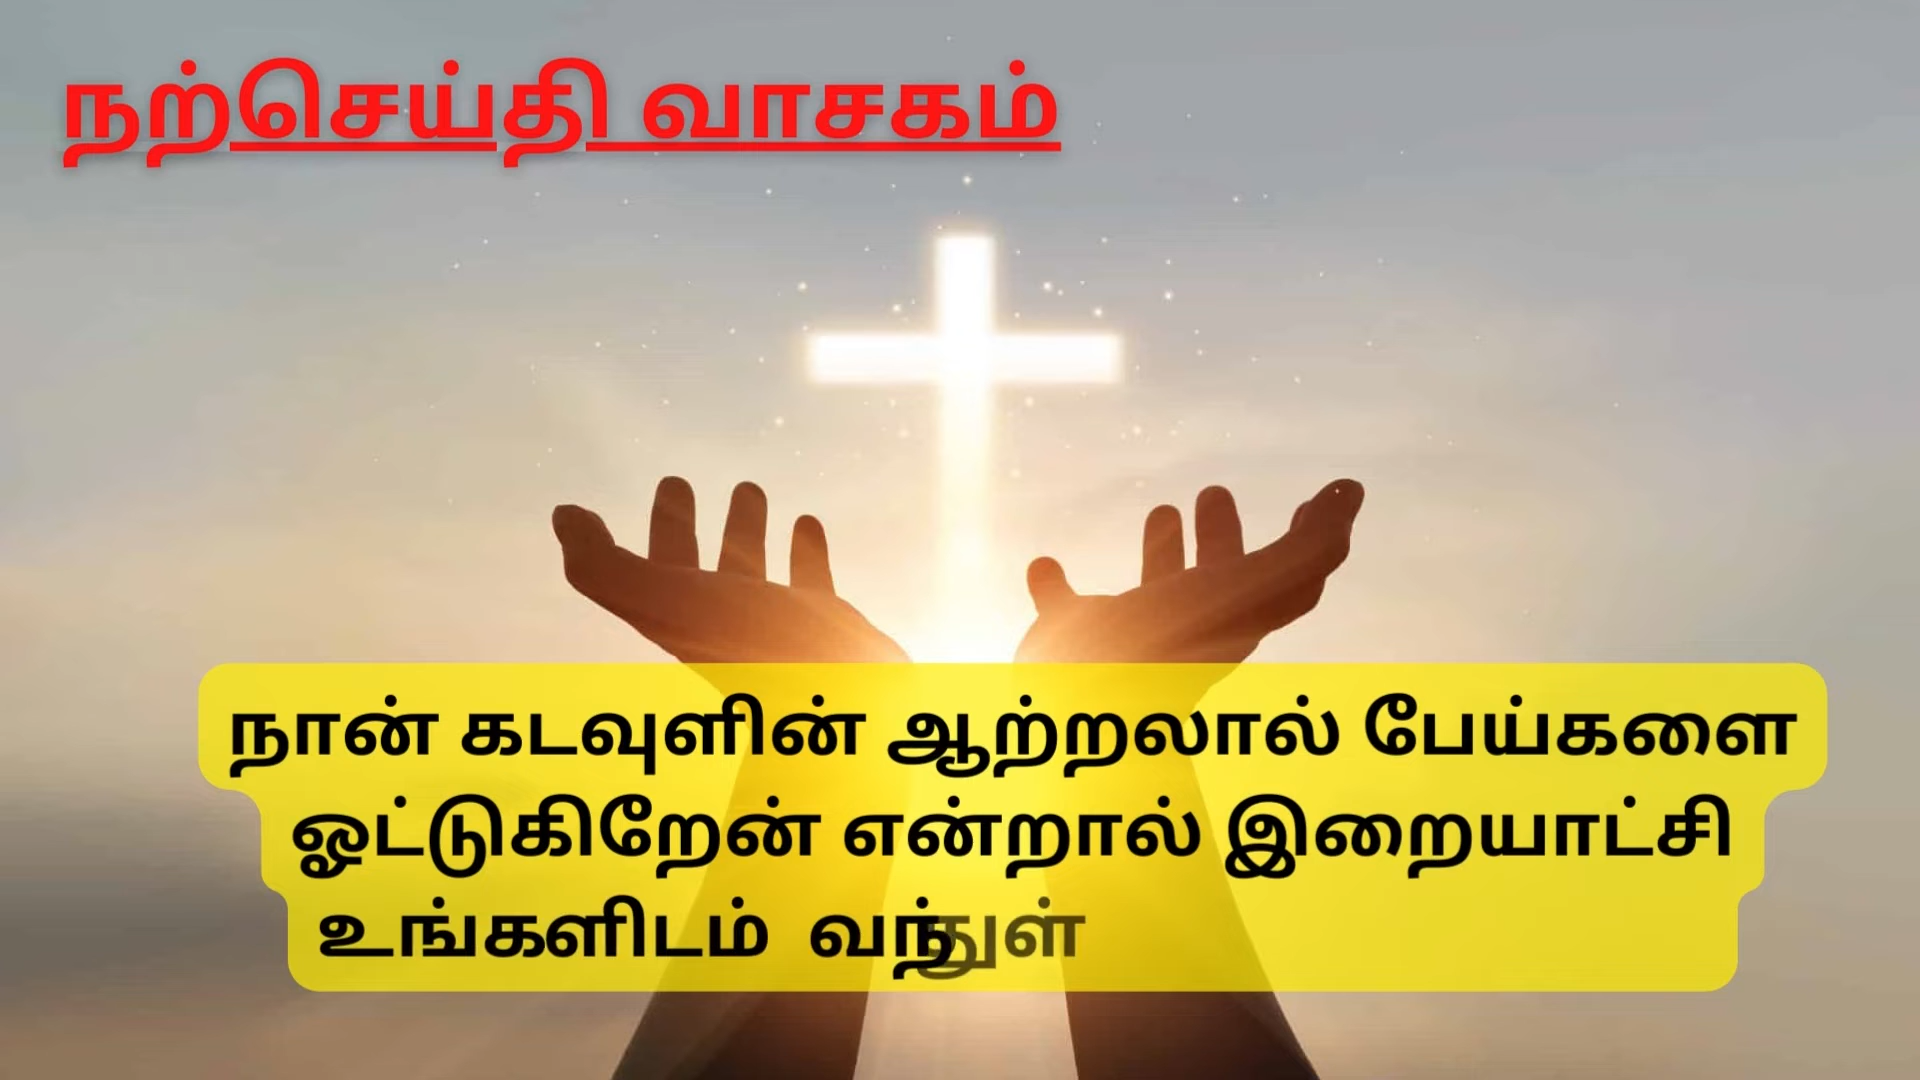 நற்செய்தி வாசகம்
நான் கடவுளின் ஆற்றலால் பேய்களை
ஓட்டுகிறேன் என்றால் இறையாட்சி
உங்களிடம் வந்துள்